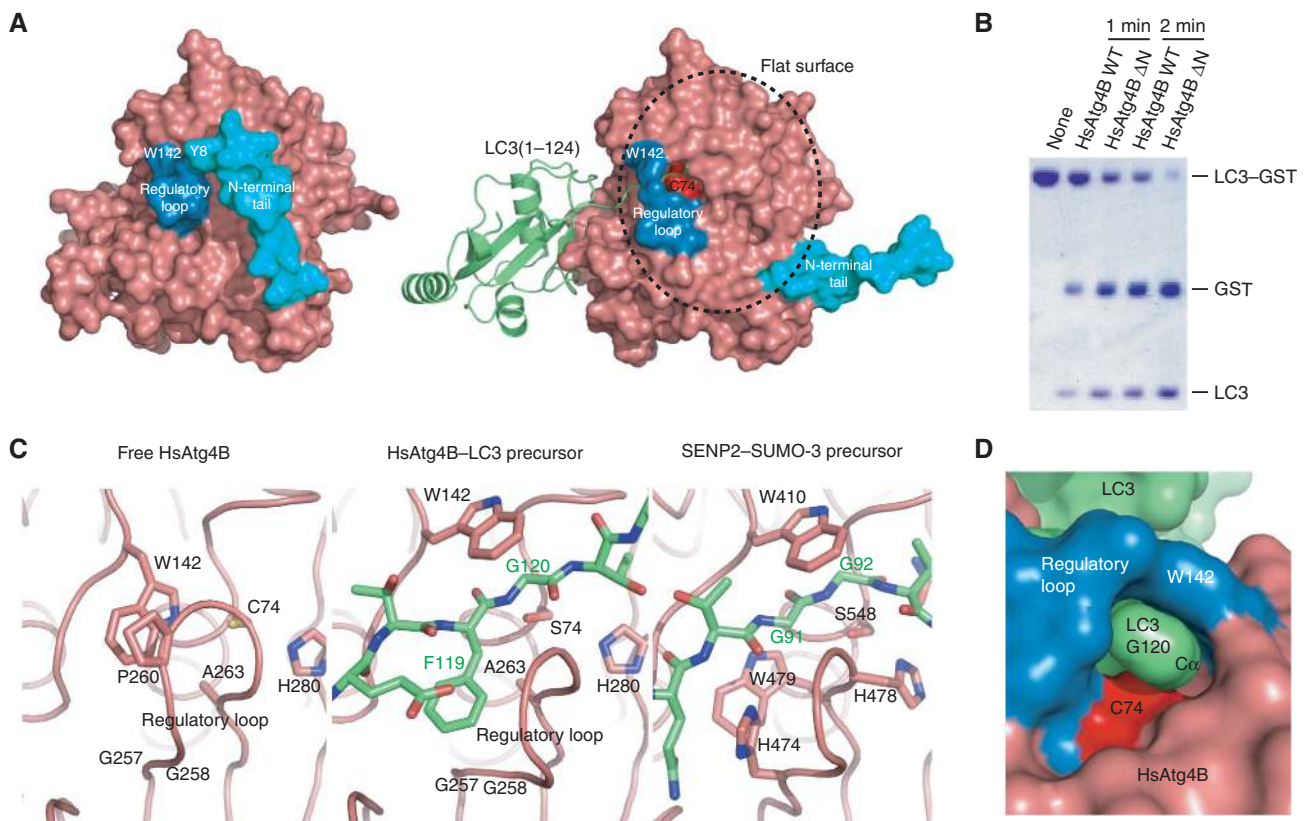 A
W142
Y8
Regulatory
loop
N-terminal
tail
LC3(1–124)
Flat surface
W142
C74
Regulatory
loop
N-terminal
tail
B
1 min
2 min
None
HsAtg4B WT
HsAtg4B ΔN
HsAtg4B WT
HsAtg4B ΔN
LC3–GST
GST
LC3
C
Free HsAtg4B
W142
C74
P260
A263
H280
Regulatory loop
G257
G258
HsAtg4B–LC3 precursor
W142
G120
S74
F119
A263
H280
Regulatory loop
G257
G258
SENP2–SUMO-3 precursor
W410
G92
S548
G91
W479
H478
H474
D
LC3
Regulatory
loop
W142
LC3
G120
Cα
C74
HsAtg4B